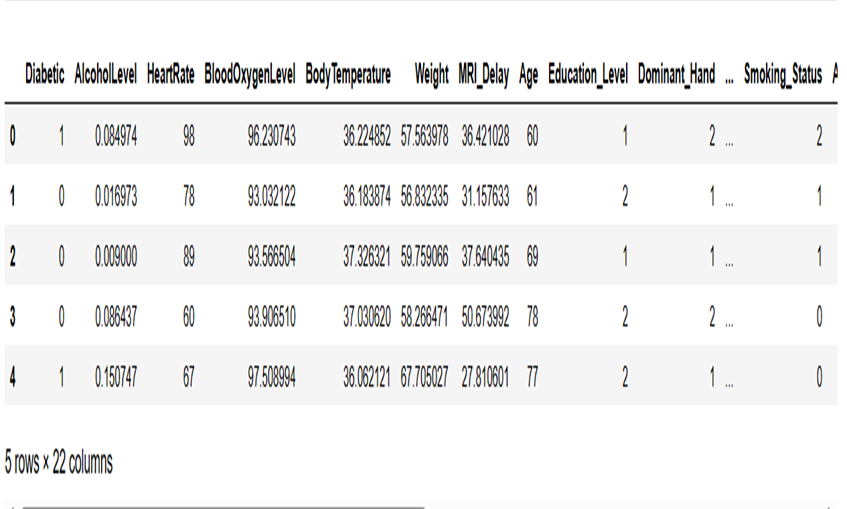 Diabetic AlcoholLevel HeartRate BloodOxygenLevel BodyTemperature Weight MRI_Delay Age Education_Level Dominant_Hand ... Smoking_Status A
0 1 0.084974 98 96.230743 36.224852 57.563978 36.421028 60 1 2 ... 2
1 0 0.016973 78 93.032122 36.183874 56.832335 31.157633 61 2 1 ... 1
2 0 0.009000 89 93.566504 37.326321 59.759066 37.640435 69 1 1 ... 1
3 0 0.086437 60 93.906510 37.030620 58.266471 50.673992 78 2 2 ... 0
4 1 0.150747 67 97.508994 36.062121 67.705027 27.810601 77 2 1 ... 0
5 rows × 22 columns